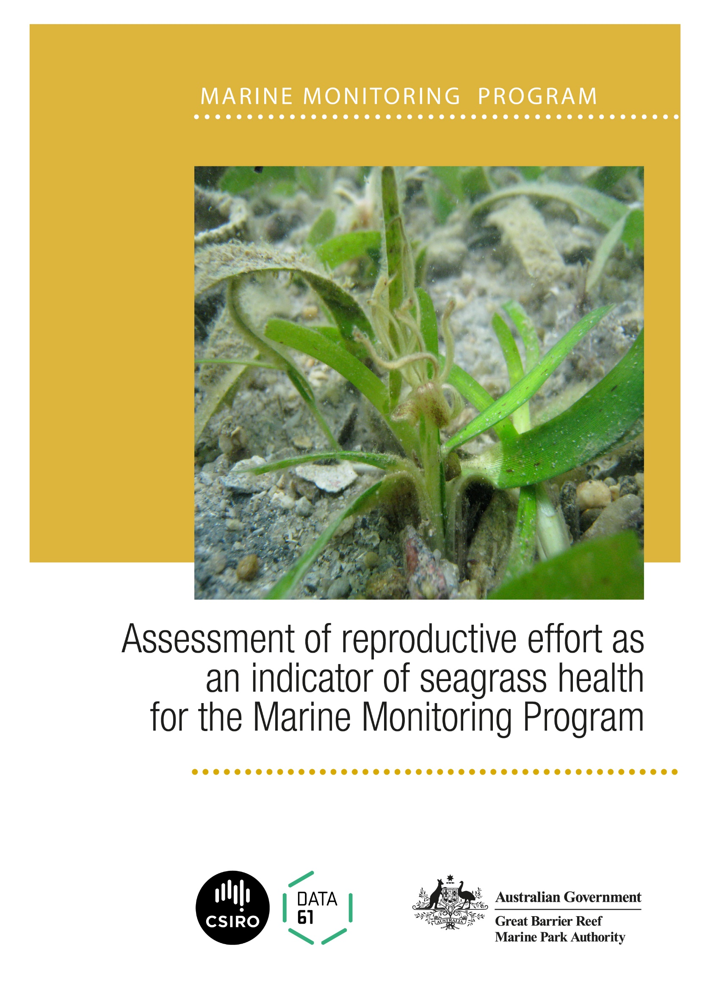 MARINE MONITORING PROGRAM
Assessment of reproductive effort as
an indicator of seagrass health
for the Marine Monitoring Program
CSIRO
DATA
61
AUSTRALIA
Australian Government
Great Barrier Reef
Marine Park Authority